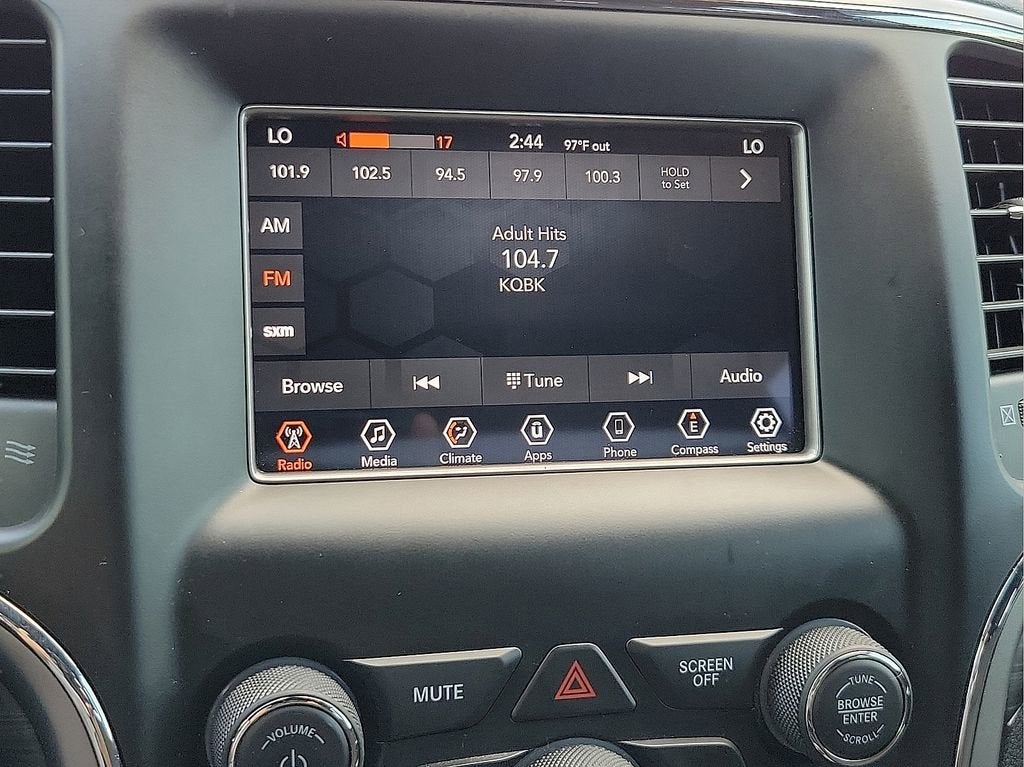 LO 17 2:44 97°F out LO
101.9 102.5 94.5 97.9 100.3 HOLD
to Set
AM
Adult Hits
FM
104.7
KQBK
sxm
Browse Tune Audio
Radio Media Climate Apps Phone E Compass Settings
MUTE
SCREEN
OFF
VOLUME
TUNE
BROWSE
ENTER
SCROLL